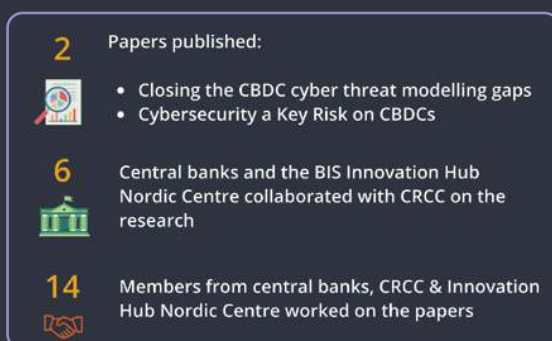 2 Papers published:
• Closing the CBDC cyber threat modelling gaps
• Cybersecurity a Key Risk on CBDCs
6 Central banks and the BIS Innovation Hub
Nordic Centre collaborated with CRCC on the
research
14 Members from central banks, CRCC & Innovation
Hub Nordic Centre worked on the papers